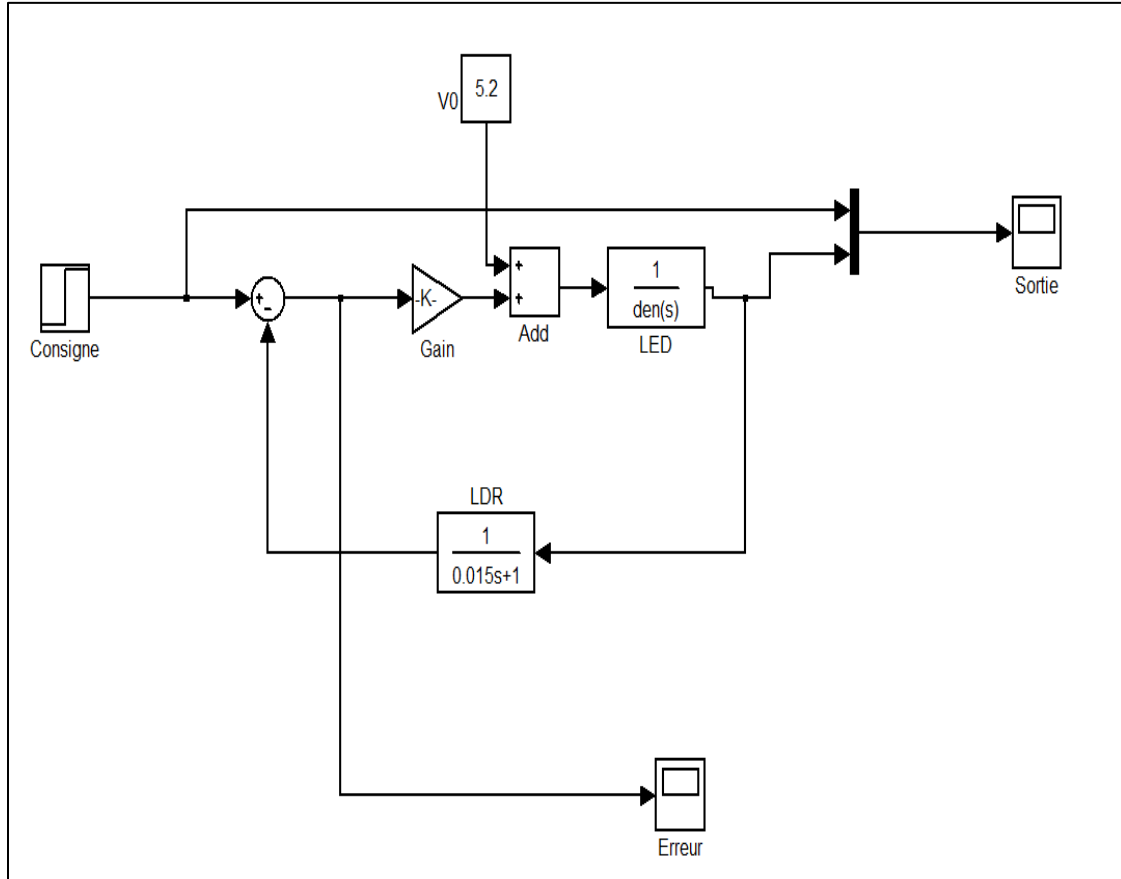 5.2
V0
+
+
Add
1
den(s)
LED
Sortie
Consigne
+
-
-K-
Gain
LDR
1
0.015s+1
Erreur